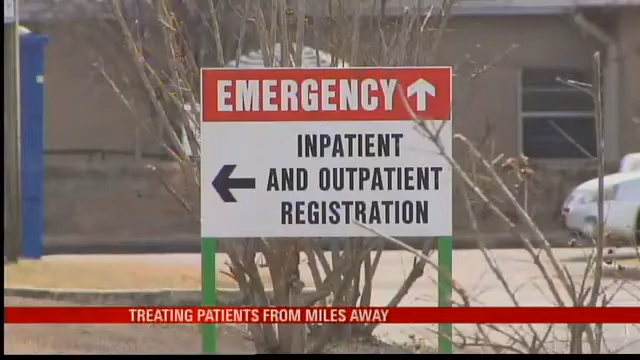 EMERGENCY ↑
INPATIENT
← AND OUTPATIENT
REGISTRATION
TREATING PATIENTS FROM MILES AWAY